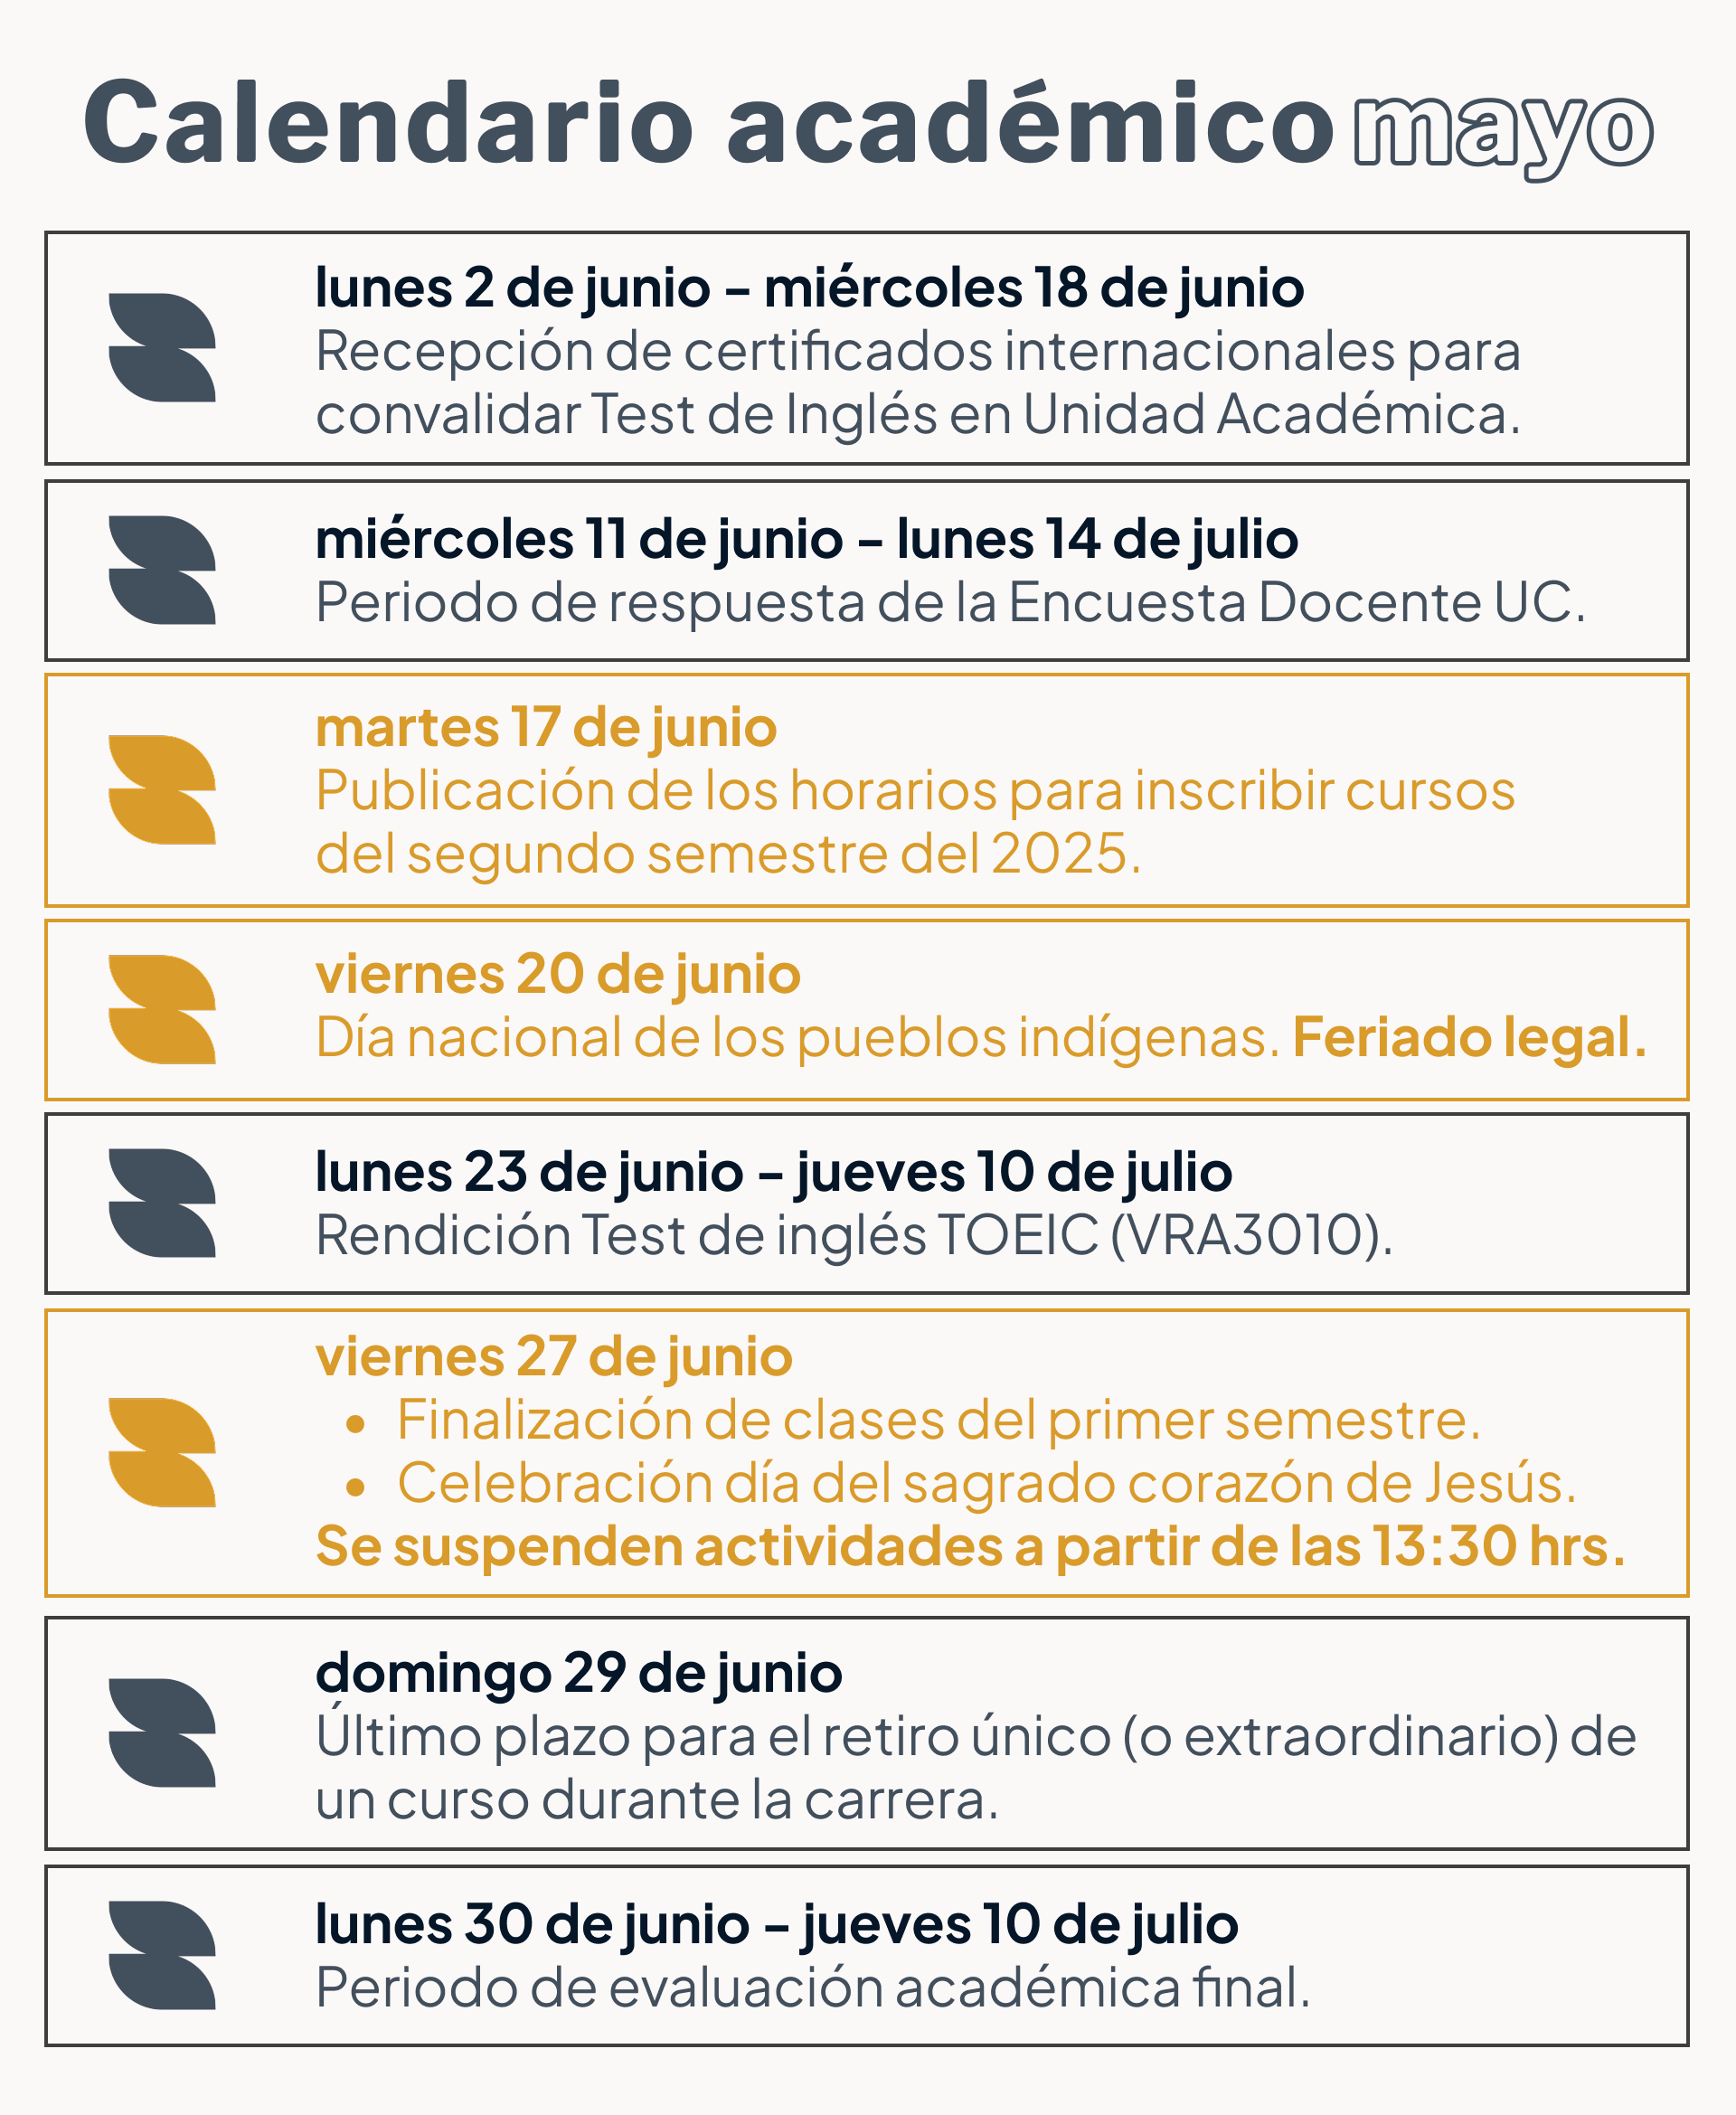 Calendario académico mayo
lunes 2 de junio – miércoles 18 de junio
Recepción de certificados internacionales para
convalidar Test de Inglés en Unidad Académica.
miércoles 11 de junio – lunes 14 de julio
Periodo de respuesta de la Encuesta Docente UC.
martes 17 de junio
Publicación de los horarios para inscribir cursos
del segundo semestre del 2025.
viernes 20 de junio
Día nacional de los pueblos indígenas. Feriado legal.
lunes 23 de junio – jueves 10 de julio
Rendición Test de inglés TOEIC (VRA3010).
viernes 27 de junio
• Finalización de clases del primer semestre.
• Celebración día del sagrado corazón de Jesús.
Se suspenden actividades a partir de las 13:30 hrs.
domingo 29 de junio
Último plazo para el retiro único (o extraordinario) de
un curso durante la carrera.
lunes 30 de junio – jueves 10 de julio
Periodo de evaluación académica final.